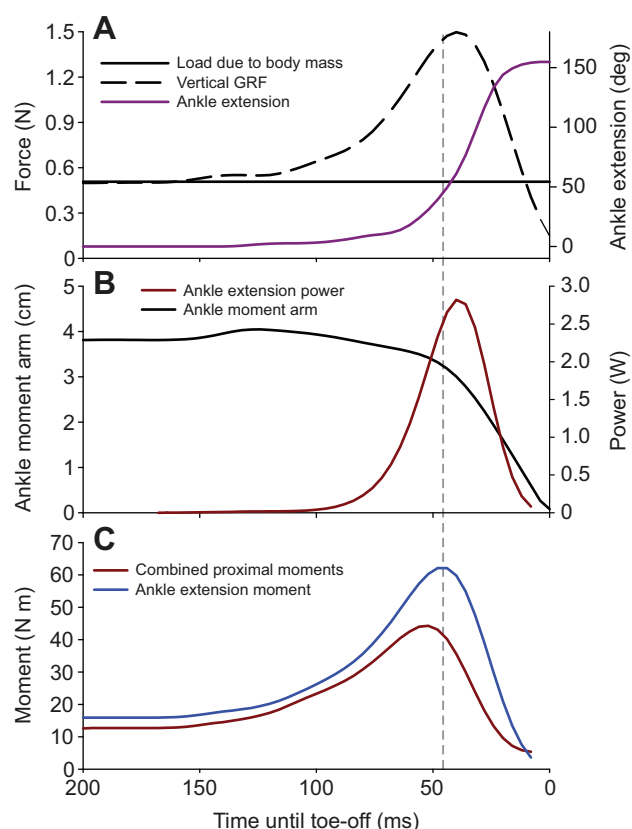 A
1.5
1.2
0.9
0.6
0.3
0
Force (N)
Load due to body mass
Vertical GRF
Ankle extension
150
100
50
0
Ankle extension (deg)
B
5
4
3
2
1
0
Ankle moment arm (cm)
Ankle extension power
Ankle moment arm
3.0
2.5
2.0
1.5
1.0
0.5
0
Power (W)
C
70
60
50
40
30
20
10
0
Moment (N m)
Combined proximal moments
Ankle extension moment
200 150 100 50 0
Time until toe-off (ms)